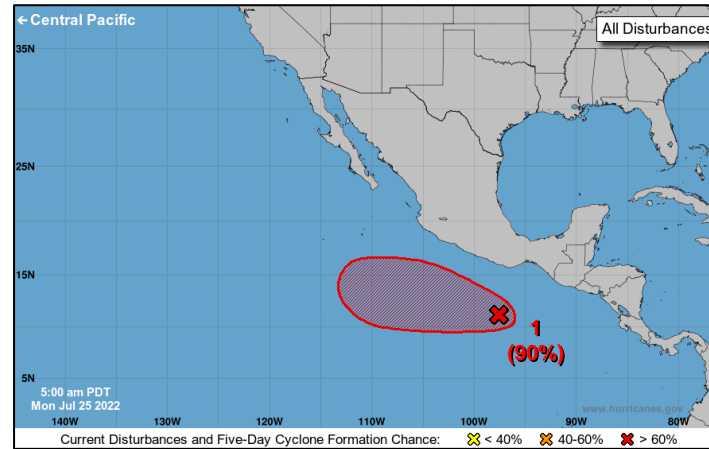 ← Central Pacific
All Disturbances
35N
25N
15N
5N
1
(90%)
5:00 am PDT
Mon Jul 25 2022
www.hurricanes.gov
140W 130W 120W 110W 100W 90W 80W
Current Disturbances and Five-Day Cyclone Formation Chance: < 40% 40-60% > 60%